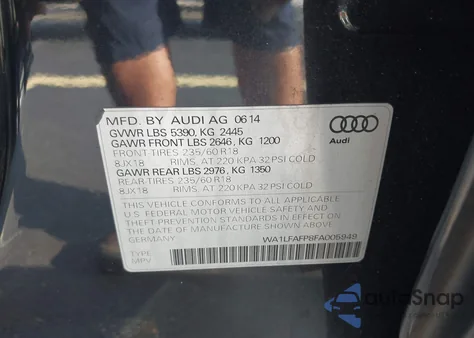 MFD. BY AUDI AG 06 14
GVWR LBS 5390, KG 2445
GAWR FRONT LBS 2646, KG 1200
FRONT-TIRES 235/60 R18
8JX18 RIMS, AT 220 KPA 32 PSI COLD
GAWR REAR LBS 2976, KG 1350
REAR-TIRES 235/60 R18
8JX18 RIMS, AT 220 KPA 32 PSI COLD
THIS VEHICLE CONFORMS TO ALL APPLICABLE
U.S. FEDERAL MOTOR VEHICLE SAFETY AND
THEFT PREVENTION STANDARDS IN EFFECT ON
THE DATE OF MANUFACTURE SHOWN ABOVE
GERMANY WA1LFAFP8FA005949
TYPE:
MPV
Audi
autoSnap